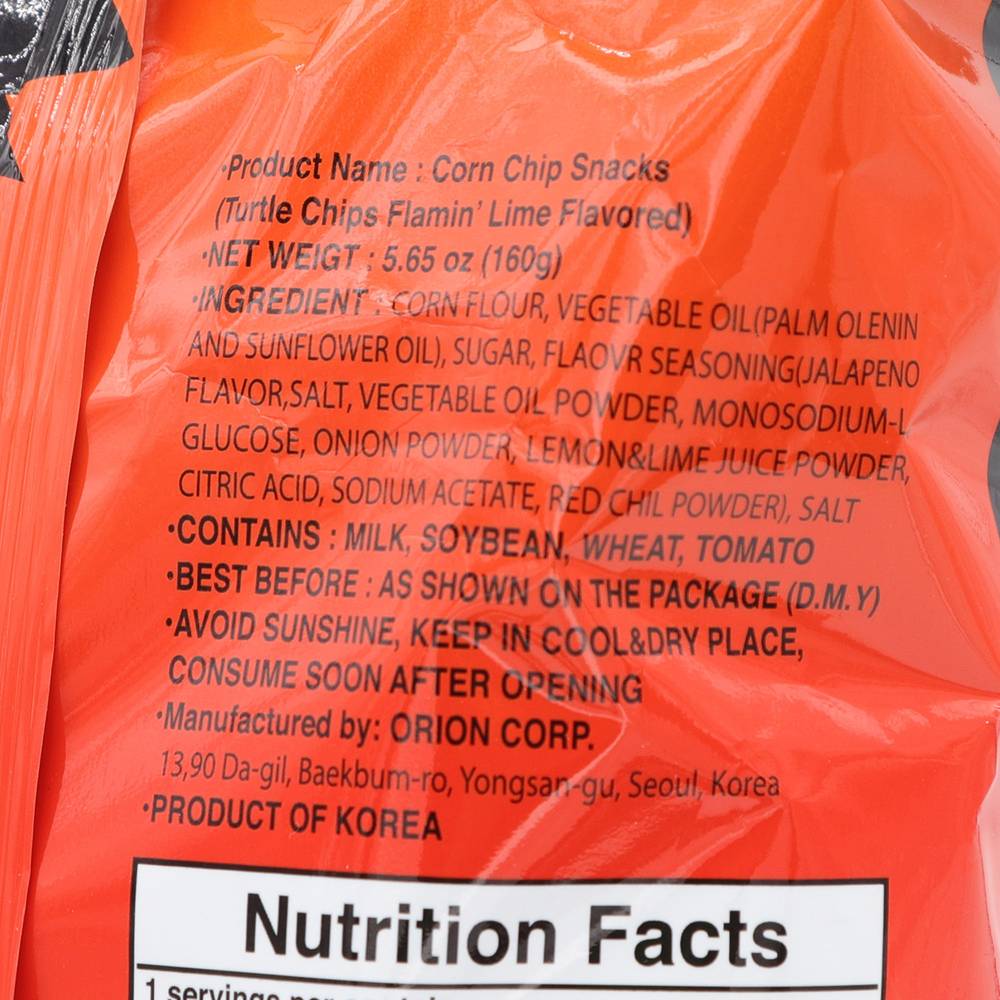 ·Product Name : Corn Chip Snacks
(Turtle Chips Flamin' Lime Flavored)
·NET WEIGT : 5.65 oz (160g)
·INGREDIENT : CORN FLOUR, VEGETABLE OIL(PALM OLENIN
AND SUNFLOWER OIL), SUGAR, FLAOVR SEASONING(JALAPENO
FLAVOR,SALT, VEGETABLE OIL POWDER, MONOSODIUM-L
GLUCOSE, ONION POWDER, LEMON&LIME JUICE POWDER,
CITRIC ACID, SODIUM ACETATE, RED CHIL POWDER), SALT
·CONTAINS : MILK, SOYBEAN, WHEAT, TOMATO
·BEST BEFORE : AS SHOWN ON THE PACKAGE (D.M.Y)
·AVOID SUNSHINE, KEEP IN COOL&DRY PLACE,
CONSUME SOON AFTER OPENING
·Manufactured by: ORION CORP.
13,90 Da-gil, Baekbum-ro, Yongsan-gu, Seoul, Korea
·PRODUCT OF KOREA
Nutrition Facts
1 servings per